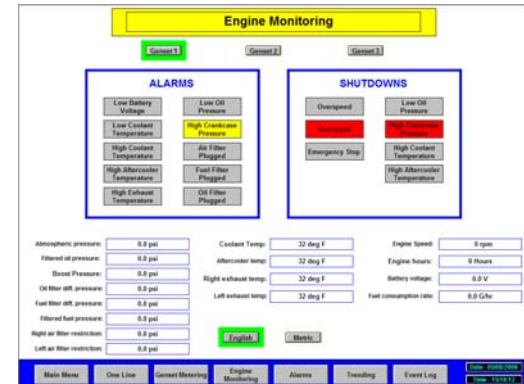 Engine Monitoring
Genset 1
Genset 2
Genset 3
ALARMS
Low Battery Voltage
Low Oil Pressure
Low Coolant Temperature
High Crankcase Pressure
High Coolant Temperature
Air Filter Plugged
High Aftercooler Temperature
Fuel Filter Plugged
High Exhaust Temperature
Oil Filter Plugged
SHUTDOWNS
Overspeed
Low Oil Pressure
Overcrank
High Crankcase Pressure
Emergency Stop
High Coolant Temperature
High Aftercooler Temperature
Atmospheric pressure: 0.0 psi
Filtered oil pressure: 0.0 psi
Boost Pressure: 0.0 psi
Oil filter diff. pressure: 0.0 psi
Fuel filter diff. pressure: 0.0 psi
Filtered fuel pressure: 0.0 psi
Right air filter restriction: 0.0 psi
Left air filter restriction: 0.0 psi
Coolant Temp: 32 deg F
Aftercooler temp: 32 deg F
Right exhaust temp: 32 deg F
Left exhaust temp: 32 deg F
Engine Speed: 0 rpm
Engine hours: 0 Hours
Battery voltage: 0.0 V
Fuel consumption rate: 0.0 G/hr
English
Metric
Main Menu
One Line
Genset Metering
Engine Monitoring
Alarms
Trending
Event Log
Date
Time